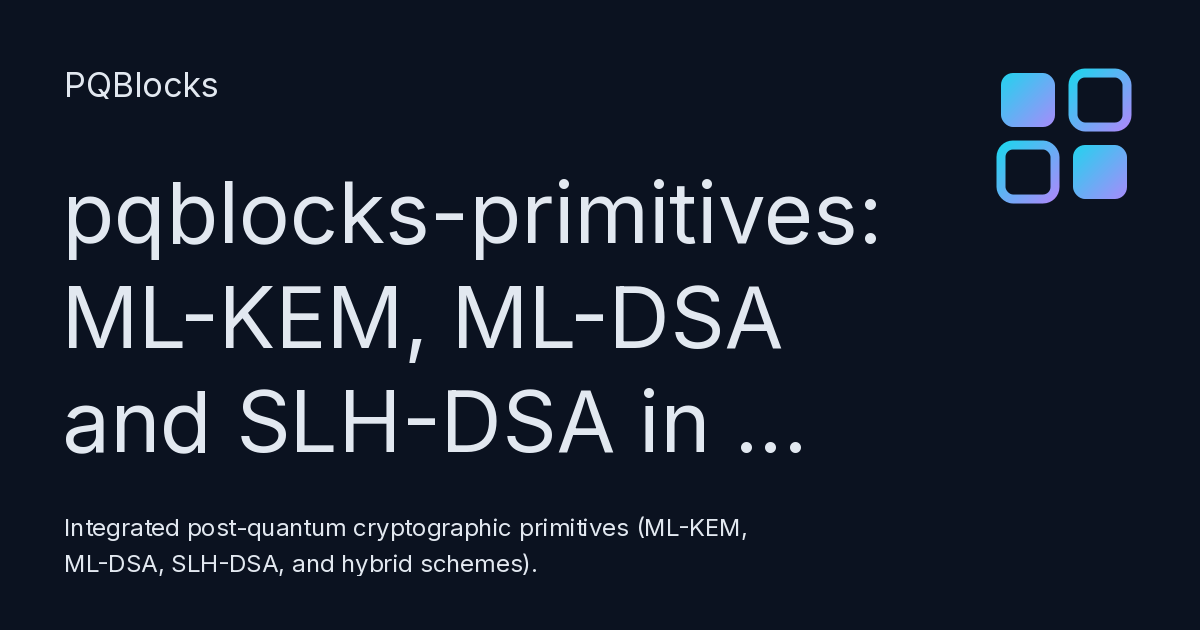 PQBlocks
pqblocks-primitives:
ML-KEM, ML-DSA
and SLH-DSA in ...
Integrated post-quantum cryptographic primitives (ML-KEM,
ML-DSA, SLH-DSA, and hybrid schemes).